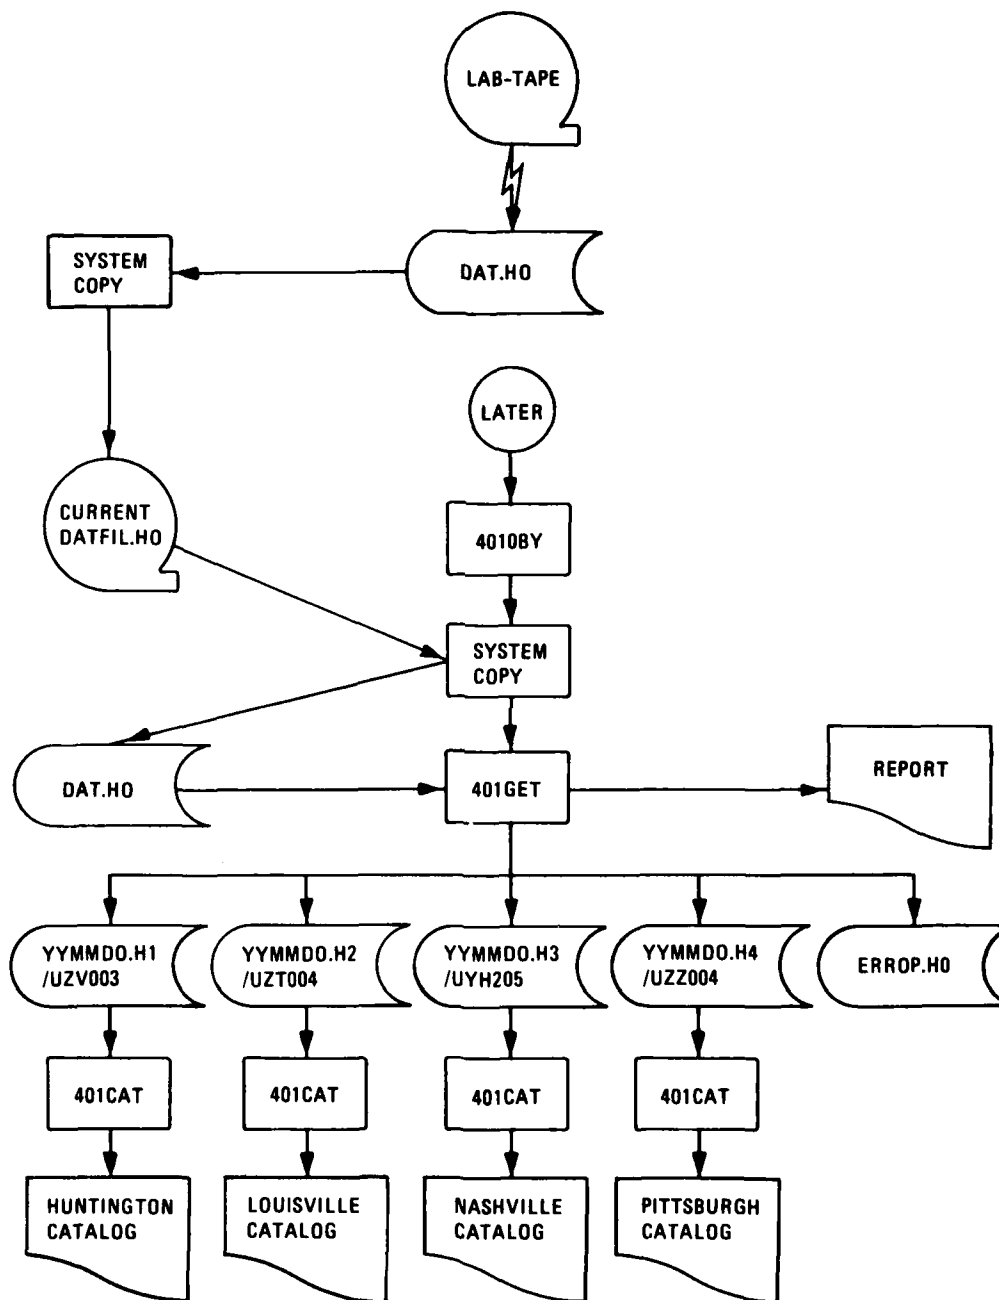 LAB-TAPE
SYSTEM
COPY
DAT.HO
LATER
CURRENT
DATFIL.HO
401OBY
SYSTEM
COPY
DAT.HO
401GET
REPORT
YYMMDO.H1
/UZV003
YYMMDO.H2
/UZT004
YYMMDO.H3
/UYH205
YYMMDO.H4
/UZZ004
ERROP.HO
401CAT
401CAT
401CAT
401CAT
HUNTINGTON
CATALOG
LOUISVILLE
CATALOG
NASHVILLE
CATALOG
PITTSBURGH
CATALOG